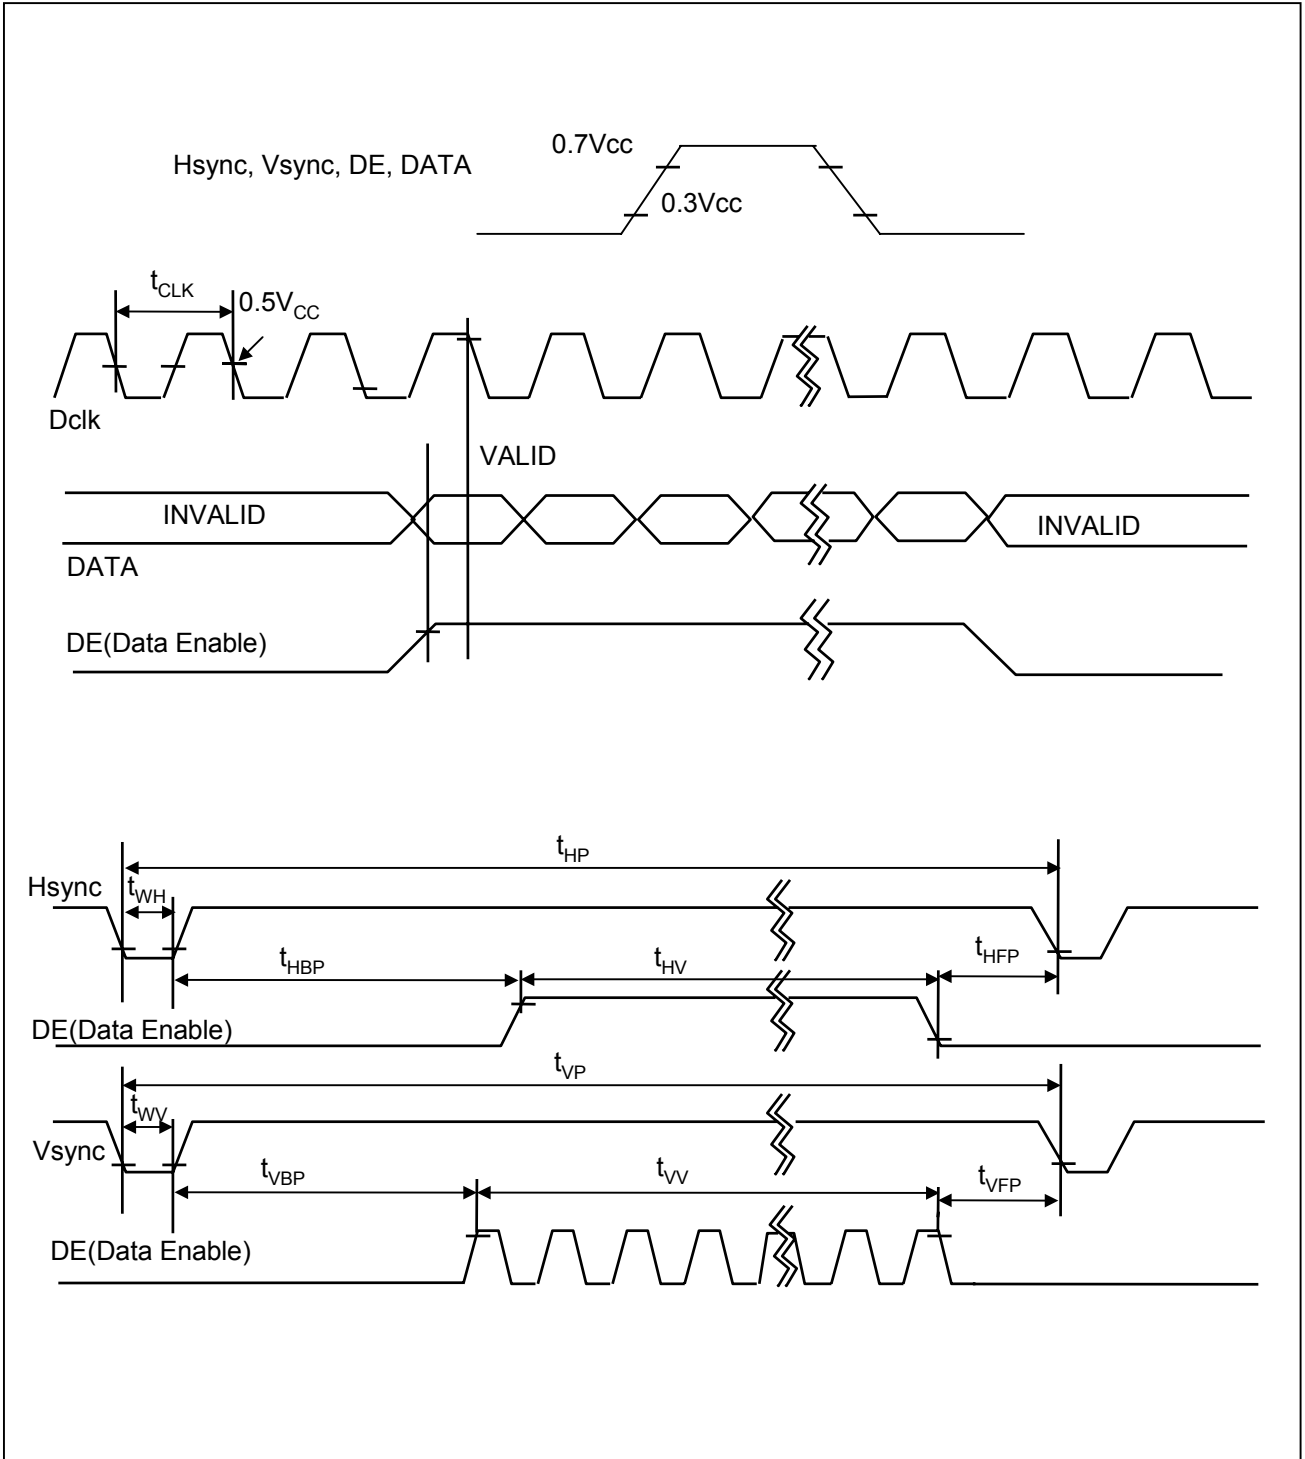 0.7Vcc
Hsync, Vsync, DE, DATA
0.3Vcc
tCLK
0.5VCC
Dclk
VALID
INVALID
INVALID
DATA
DE(Data Enable)
tHP
Hsync
tWH
tHBP
tHV
tHFP
DE(Data Enable)
tVP
tWV
Vsync
tVBP
tVV
tVFP
DE(Data Enable)